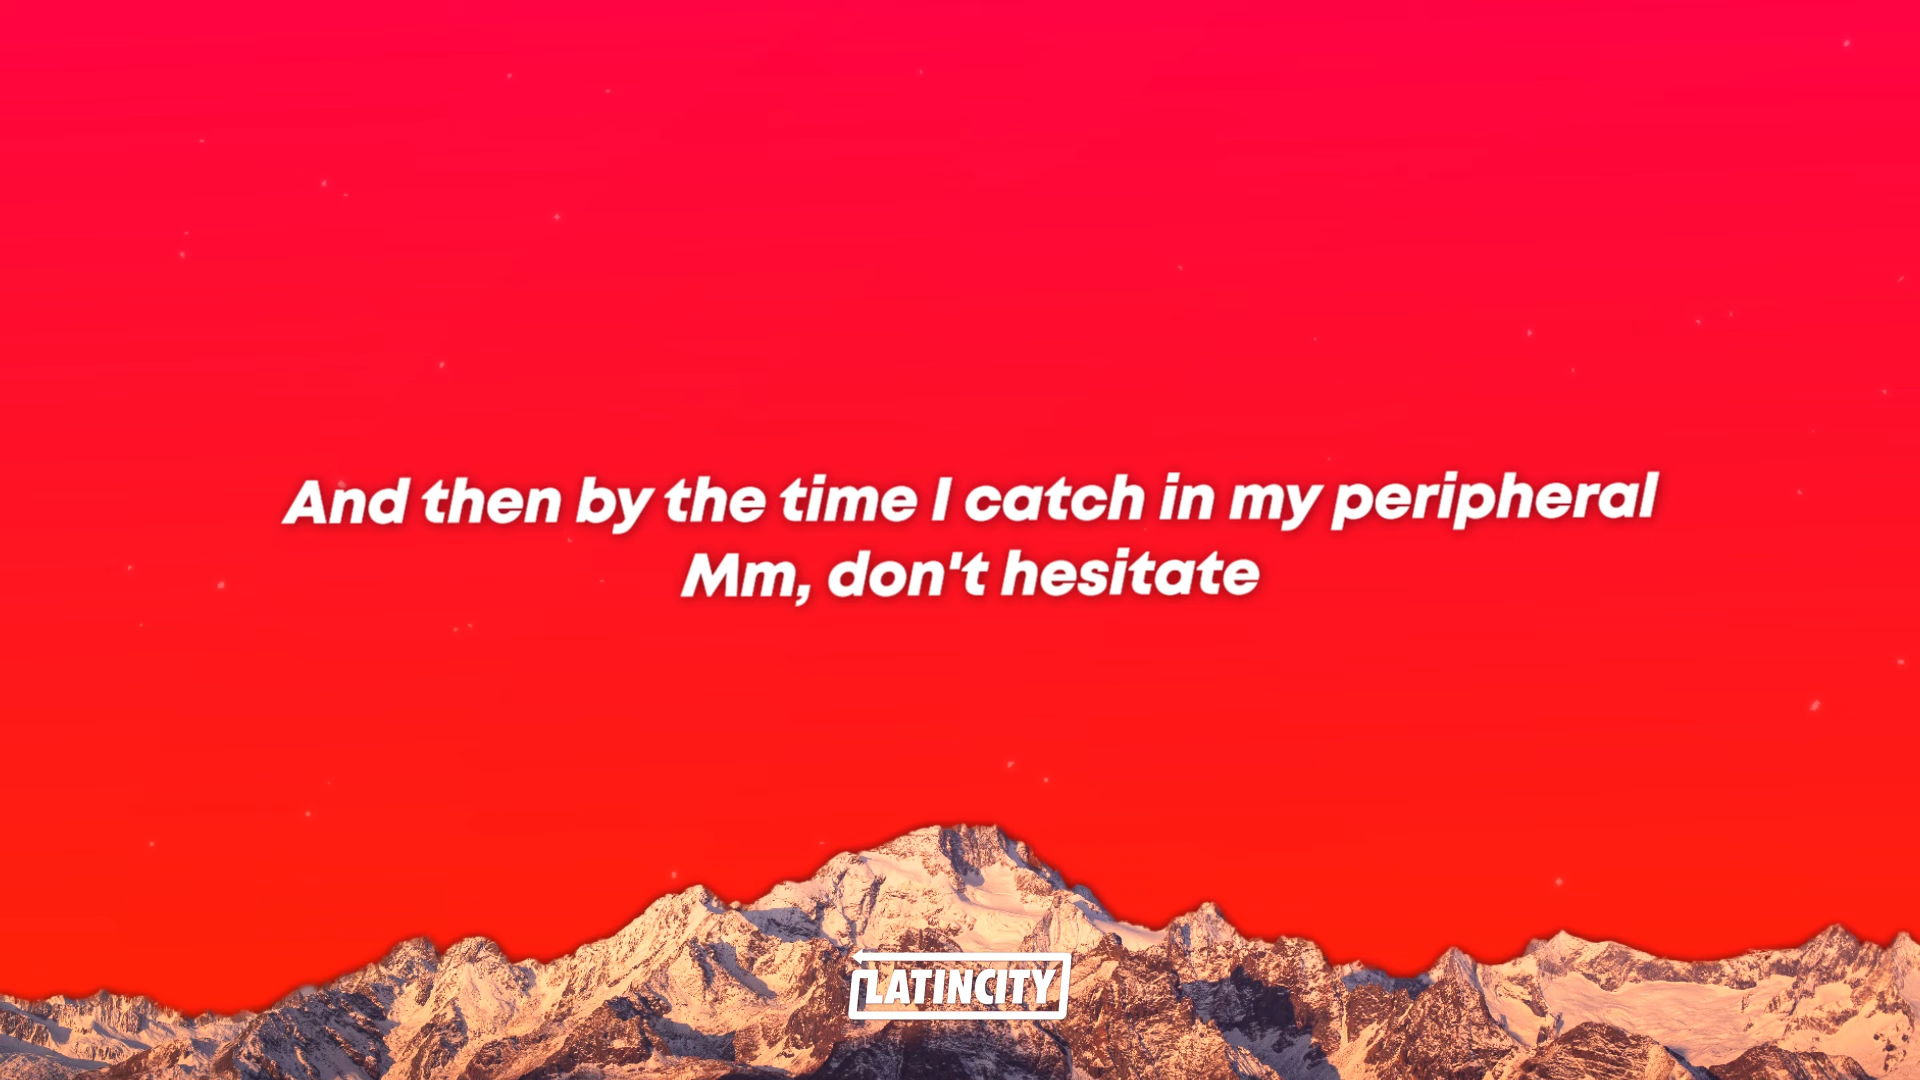 And then by the time I catch in my peripheral
Mm, don't hesitate
LATINCITY